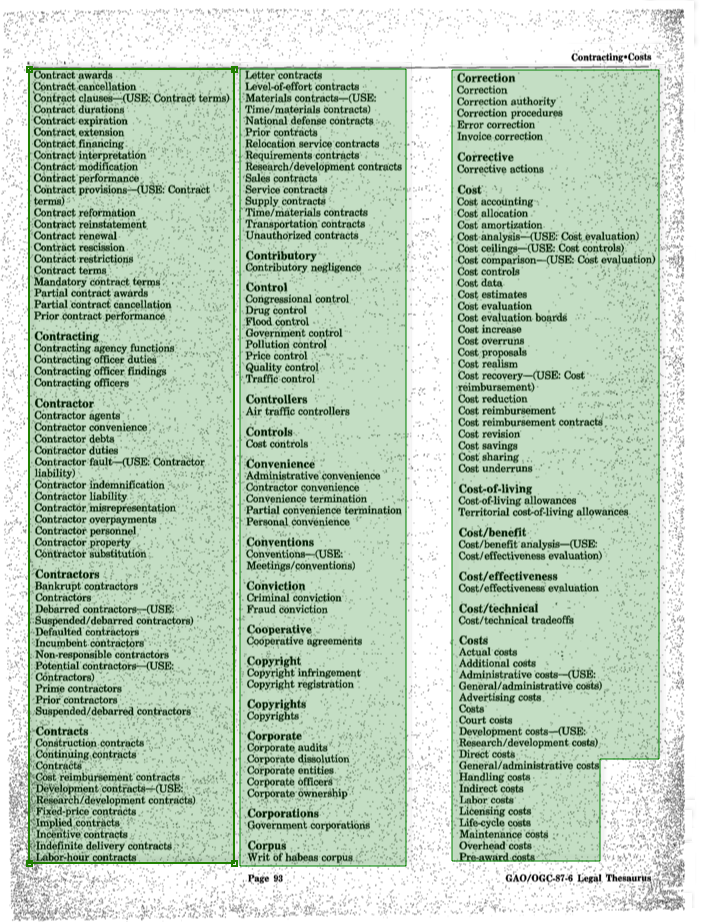 Contracting•Costs
Contract awards
Contract cancellation
Contract clauses—(USE: Contract terms)
Contract durations
Contract expiration
Contract extension
Contract financing
Contract interpretation
Contract modification
Contract performance
Contract provisions—(USE: Contract
terms)
Contract reformation
Contract reinstatement
Contract renewal
Contract rescission
Contract restrictions
Contract terms
Mandatory contract terms
Partial contract awards
Partial contract cancellation
Prior contract performance
Contracting
Contracting agency functions
Contracting officer duties
Contracting officer findings
Contracting officers
Contractor
Contractor agents
Contractor convenience
Contractor debts
Contractor duties
Contractor fault—(USE: Contractor
liability)
Contractor indemnification
Contractor liability
Contractor misrepresentation
Contractor overpayments
Contractor personnel
Contractor property
Contractor substitution
Contractors
Bankrupt contractors
Contractors
Debarred contractors—(USE:
Suspended/debarred contractors)
Defaulted contractors
Incumbent contractors
Non-responsible contractors
Potential contractors—(USE:
Contractors)
Prime contractors
Prior contractors
Suspended/debarred contractors
Contracts
Construction contracts
Continuing contracts
Contracts
Cost reimbursement contracts
Development contracts—(USE:
Research/development contracts)
Fixed-price contracts
Implied contracts
Incentive contracts
Indefinite delivery contracts
Labor-hour contracts
Letter contracts
Level-of-effort contracts
Materials contracts—(USE:
Time/materials contracts)
National defense contracts
Prior contracts
Relocation service contracts
Requirements contracts
Research/development contracts
Sales contracts
Service contracts
Supply contracts
Time/materials contracts
Transportation contracts
Unauthorized contracts
Contributory
Contributory negligence
Control
Congressional control
Drug control
Flood control
Government control
Pollution control
Price control
Quality control
Traffic control
Controllers
Air traffic controllers
Controls
Cost controls
Convenience
Administrative convenience
Contractor convenience
Convenience termination
Partial convenience termination
Personal convenience
Conventions
Conventions—(USE:
Meetings/conventions)
Conviction
Criminal conviction
Fraud conviction
Cooperative
Cooperative agreements
Copyright
Copyright infringement
Copyright registration
Copyrights
Copyrights
Corporate
Corporate audits
Corporate dissolution
Corporate entities
Corporate officers
Corporate ownership
Corporations
Government corporations
Corpus
Writ of habeas corpus
Correction
Correction
Correction authority
Correction procedures
Error correction
Invoice correction
Corrective
Corrective actions
Cost
Cost accounting
Cost allocation
Cost amortization
Cost analysis—(USE: Cost evaluation)
Cost ceilings—(USE: Cost controls)
Cost comparison—(USE: Cost evaluation)
Cost controls
Cost data
Cost estimates
Cost evaluation
Cost evaluation boards
Cost increase
Cost overruns
Cost proposals
Cost realism
Cost recovery—(USE: Cost
reimbursement)
Cost reduction
Cost reimbursement
Cost reimbursement contracts
Cost revision
Cost savings
Cost sharing
Cost underruns
Cost-of-living
Cost-of-living allowances
Territorial cost-of-living allowances
Cost/benefit
Cost/benefit analysis—(USE:
Cost/effectiveness evaluation)
Cost/effectiveness
Cost/effectiveness evaluation
Cost/technical
Cost/technical tradeoffs
Costs
Actual costs
Additional costs
Administrative costs—(USE:
General/administrative costs)
Advertising costs
Costs
Court costs
Development costs—(USE:
Research/development costs)
Direct costs
General/administrative costs
Handling costs
Indirect costs
Labor costs
Licensing costs
Life-cycle costs
Maintenance costs
Overhead costs
Pre-award costs
Page 93
GAO/OGC-87-6 Legal Thesaurus